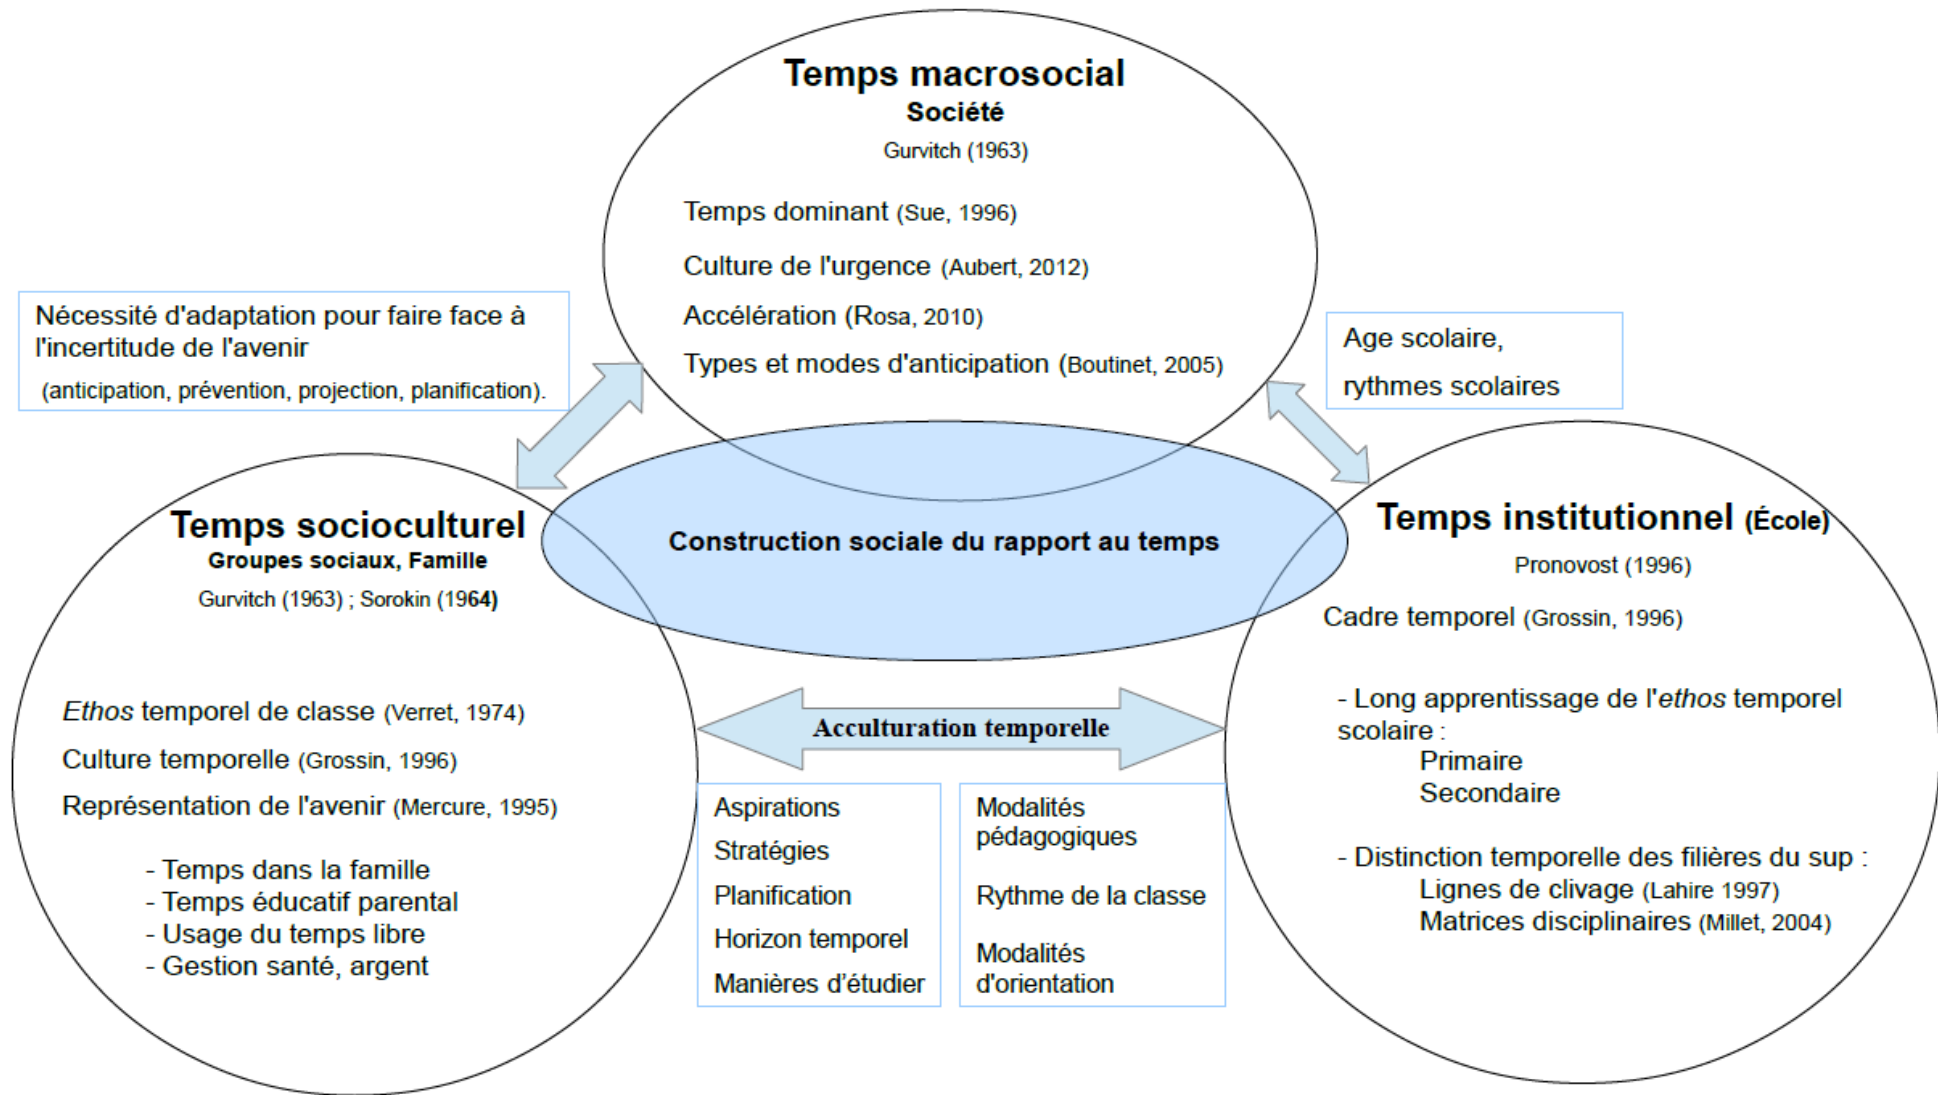 Temps macrosocial
Société
Gurvitch (1963)
Temps dominant (Sue, 1996)
Culture de l'urgence (Aubert, 2012)
Accélération (Rosa, 2010)
Types et modes d'anticipation (Boutinet, 2005)
Nécessité d'adaptation pour faire face à
l'incertitude de l'avenir
(anticipation, prévention, projection, planification).
Age scolaire,
rythmes scolaires
Construction sociale du rapport au temps
Temps socioculturel
Groupes sociaux, Famille
Gurvitch (1963) ; Sorokin (1964)
Ethos temporel de classe (Verret, 1974)
Culture temporelle (Grossin, 1996)
Représentation de l'avenir (Mercure, 1995)
- Temps dans la famille
- Temps éducatif parental
- Usage du temps libre
- Gestion santé, argent
Acculturation temporelle
Aspirations
Stratégies
Planification
Horizon temporel
Manières d'étudier
Modalités
pédagogiques
Rythme de la classe
Modalités
d'orientation
Temps institutionnel (École)
Pronovost (1996)
Cadre temporel (Grossin, 1996)
- Long apprentissage de l'ethos temporel
scolaire :
Primaire
Secondaire
- Distinction temporelle des filières du sup :
Lignes de clivage (Lahire 1997)
Matrices disciplinaires (Millet, 2004)